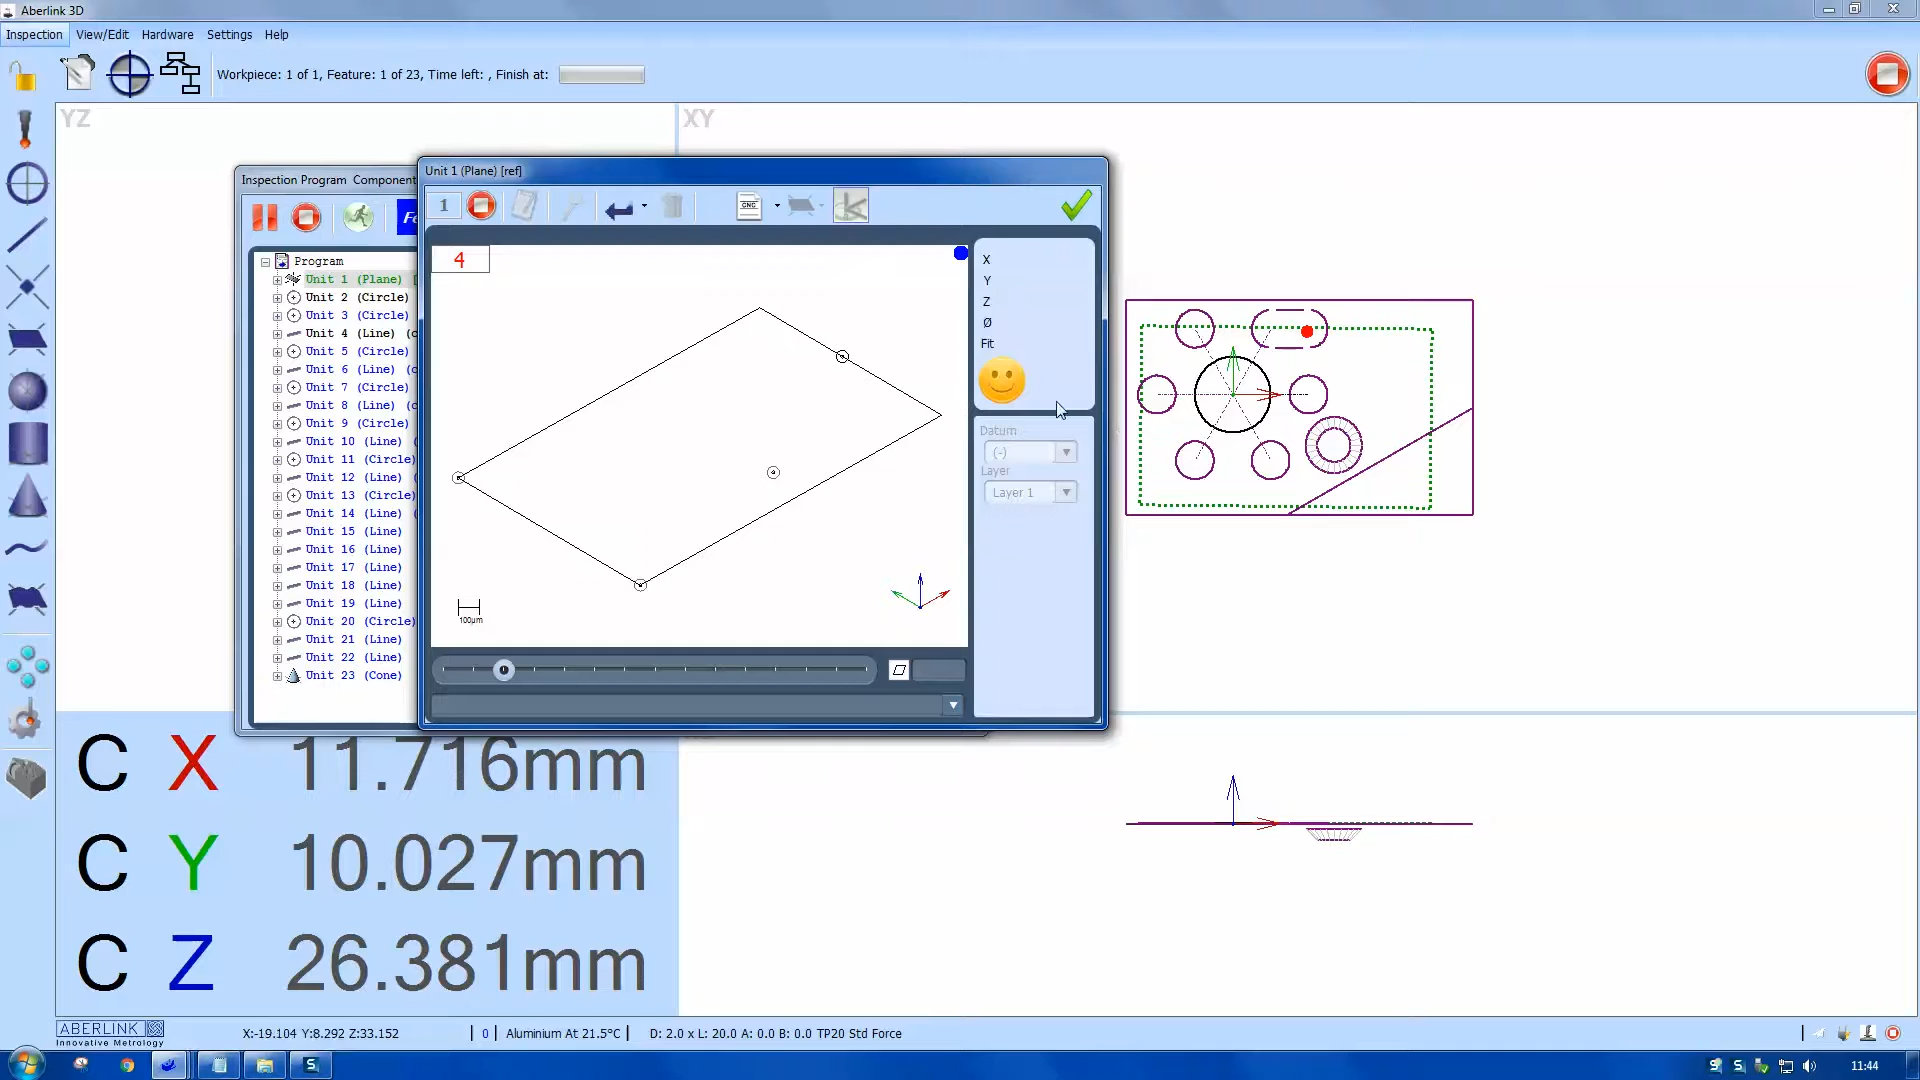 Aberlink 3D
Inspection View/Edit Hardware Settings Help
Workpiece: 1 of 1, Feature: 1 of 23, Time left: , Finish at:
YZ
XY
Inspection Program Component
Unit 1 (Plane) [ref]
1
CNC
Program
Unit 1 (Plane) [
Unit 2 (Circle)
Unit 3 (Circle)
Unit 4 (Line) (c
Unit 5 (Circle)
Unit 6 (Line) (c
Unit 7 (Circle)
Unit 8 (Line) (c
Unit 9 (Circle)
Unit 10 (Line) (
Unit 11 (Circle)
Unit 12 (Line) (
Unit 13 (Circle)
Unit 14 (Line) (
Unit 15 (Line)
Unit 16 (Line)
Unit 17 (Line)
Unit 18 (Line)
Unit 19 (Line)
Unit 20 (Circle)
Unit 21 (Line)
Unit 22 (Line)
Unit 23 (Cone)
4
100µm
X
Y
Z
Ø
Fit
Datum
(-)
Layer
Layer 1
C X 11.716mm
C Y 10.027mm
C Z 26.381mm
ABERLINK
Innovative Metrology
X:-19.104 Y:8.292 Z:33.152 | 0 | Aluminium At 21.5°C | D: 2.0 x L: 20.0 A: 0.0 B: 0.0 TP20 Std Force
11:44